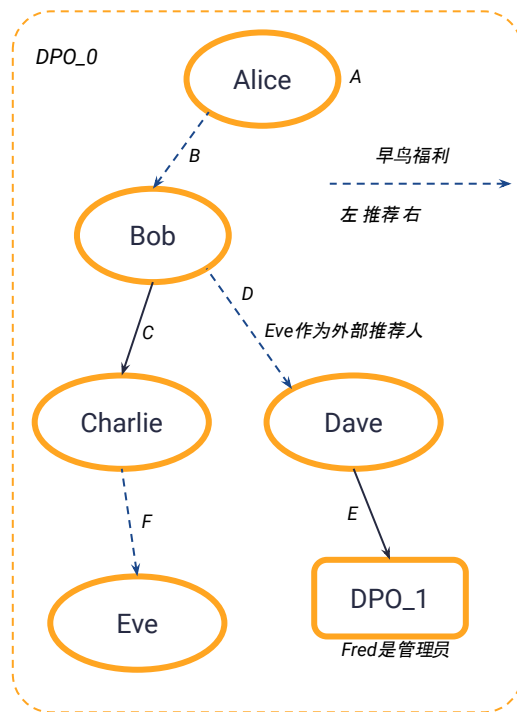 DPO_0
Alice
A
B
早鸟福利
左 推荐 右
Bob
D
C
Eve作为外部推荐人
Charlie
Dave
E
F
DPO_1
Eve
Fred是管理员